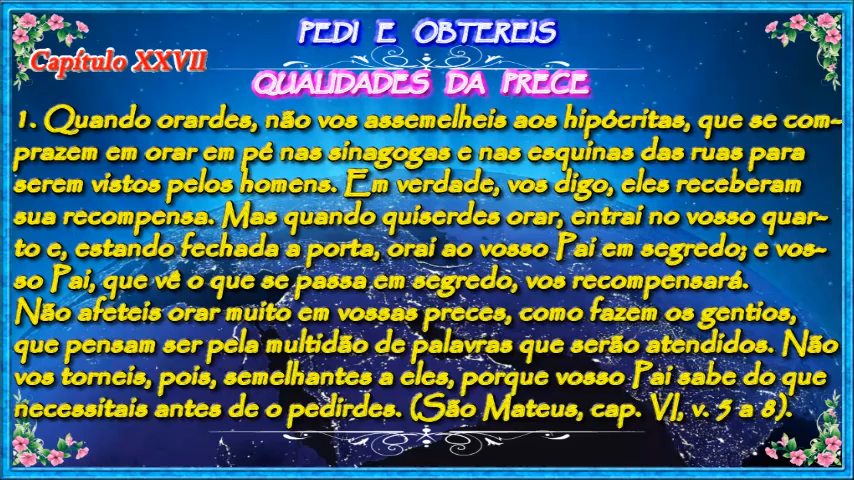 PEDI E OBTEREIS
Capítulo XXVII
QUALIDADES DA PRECE
1. Quando orardes, não vos assemelheis aos hipócritas, que se com-
prazem em orar em pé nas sinagogas e nas esquinas das ruas para
serem vistos pelos homens. Em verdade, vos digo, eles receberam
sua recompensa. Mas quando quiserdes orar, entrai no vosso quar-
to e, estando fechada a porta, orai ao vosso Pai em segredo; e vos-
so Pai, que vê o que se passa em segredo, vos recompensará.
Não afeteis orar muito em vossas preces, como fazem os gentios,
que pensam ser pela multidão de palavras que serão atendidos. Não
vos torneis, pois, semelhantes a eles, porque vosso Pai sabe do que
necessitais antes de o pedirdes. (São Mateus, cap. VI, v. 5 a 8).